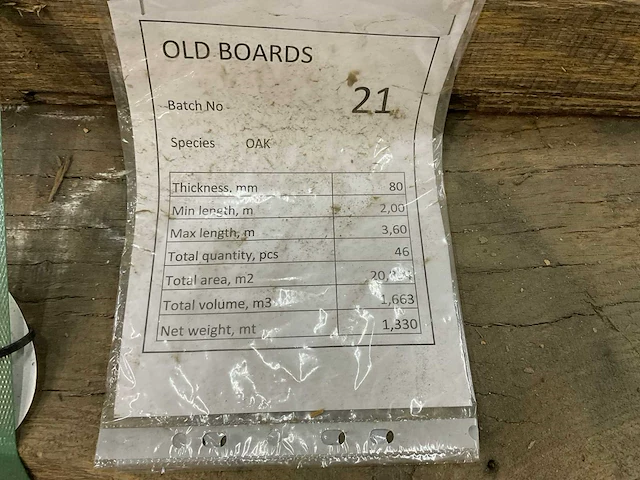 OLD BOARDS
Batch No 21
Species OAK
Thickness, mm 80
Min length, m 2,00
Max length, m 3,60
Total quantity, pcs 46
Total area, m2
Total volume, m3 1,663
Net weight, mt 1,330